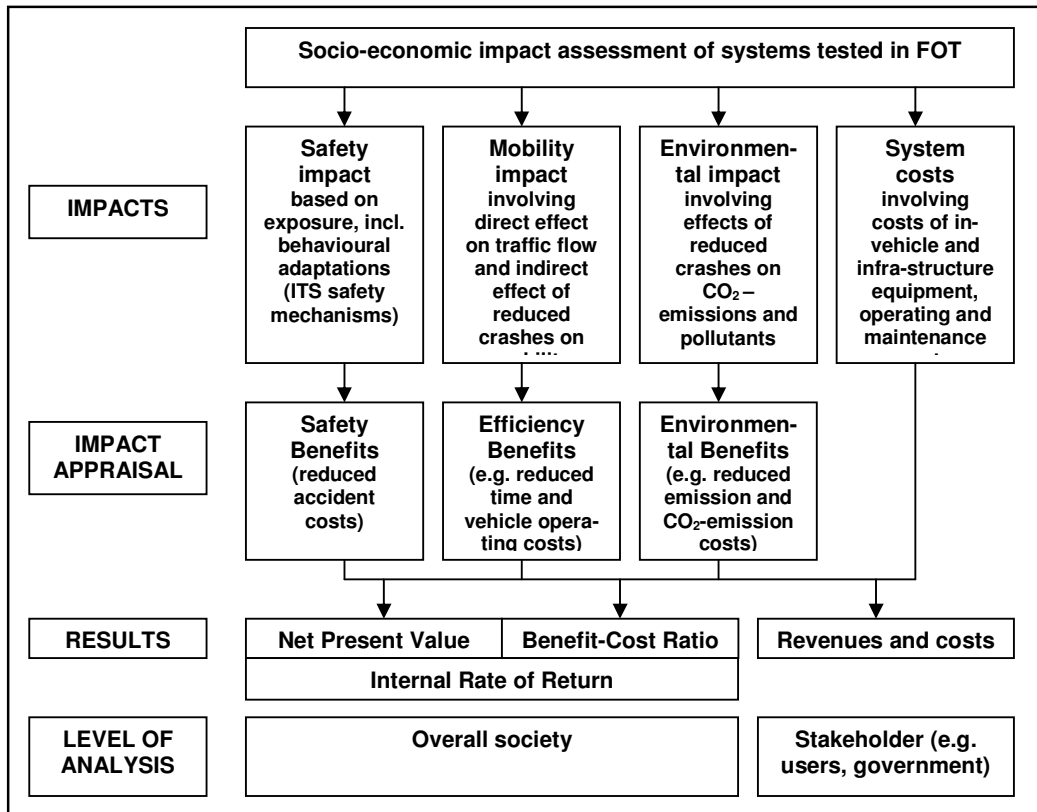 Socio-economic impact assessment of systems tested in FOT
IMPACTS
Safety
impact
based on
exposure, incl.
behavioural
adaptations
(ITS safety
mechanisms)
Mobility
impact
involving
direct effect
on traffic flow
and indirect
effect of
reduced
crashes on
Environmen-
tal impact
involving
effects of
reduced
crashes on
CO₂ –
emissions and
pollutants
System
costs
involving
costs of in-
vehicle and
infra-structure
equipment,
operating and
maintenance
IMPACT
APPRAISAL
Safety
Benefits
(reduced
accident
costs)
Efficiency
Benefits
(e.g. reduced
time and
vehicle opera-
ting costs)
Environmen-
tal Benefits
(e.g. reduced
emission and
CO₂-emission
costs)
RESULTS
Net Present Value
Benefit-Cost Ratio
Revenues and costs
Internal Rate of Return
LEVEL OF
ANALYSIS
Overall society
Stakeholder (e.g.
users, government)